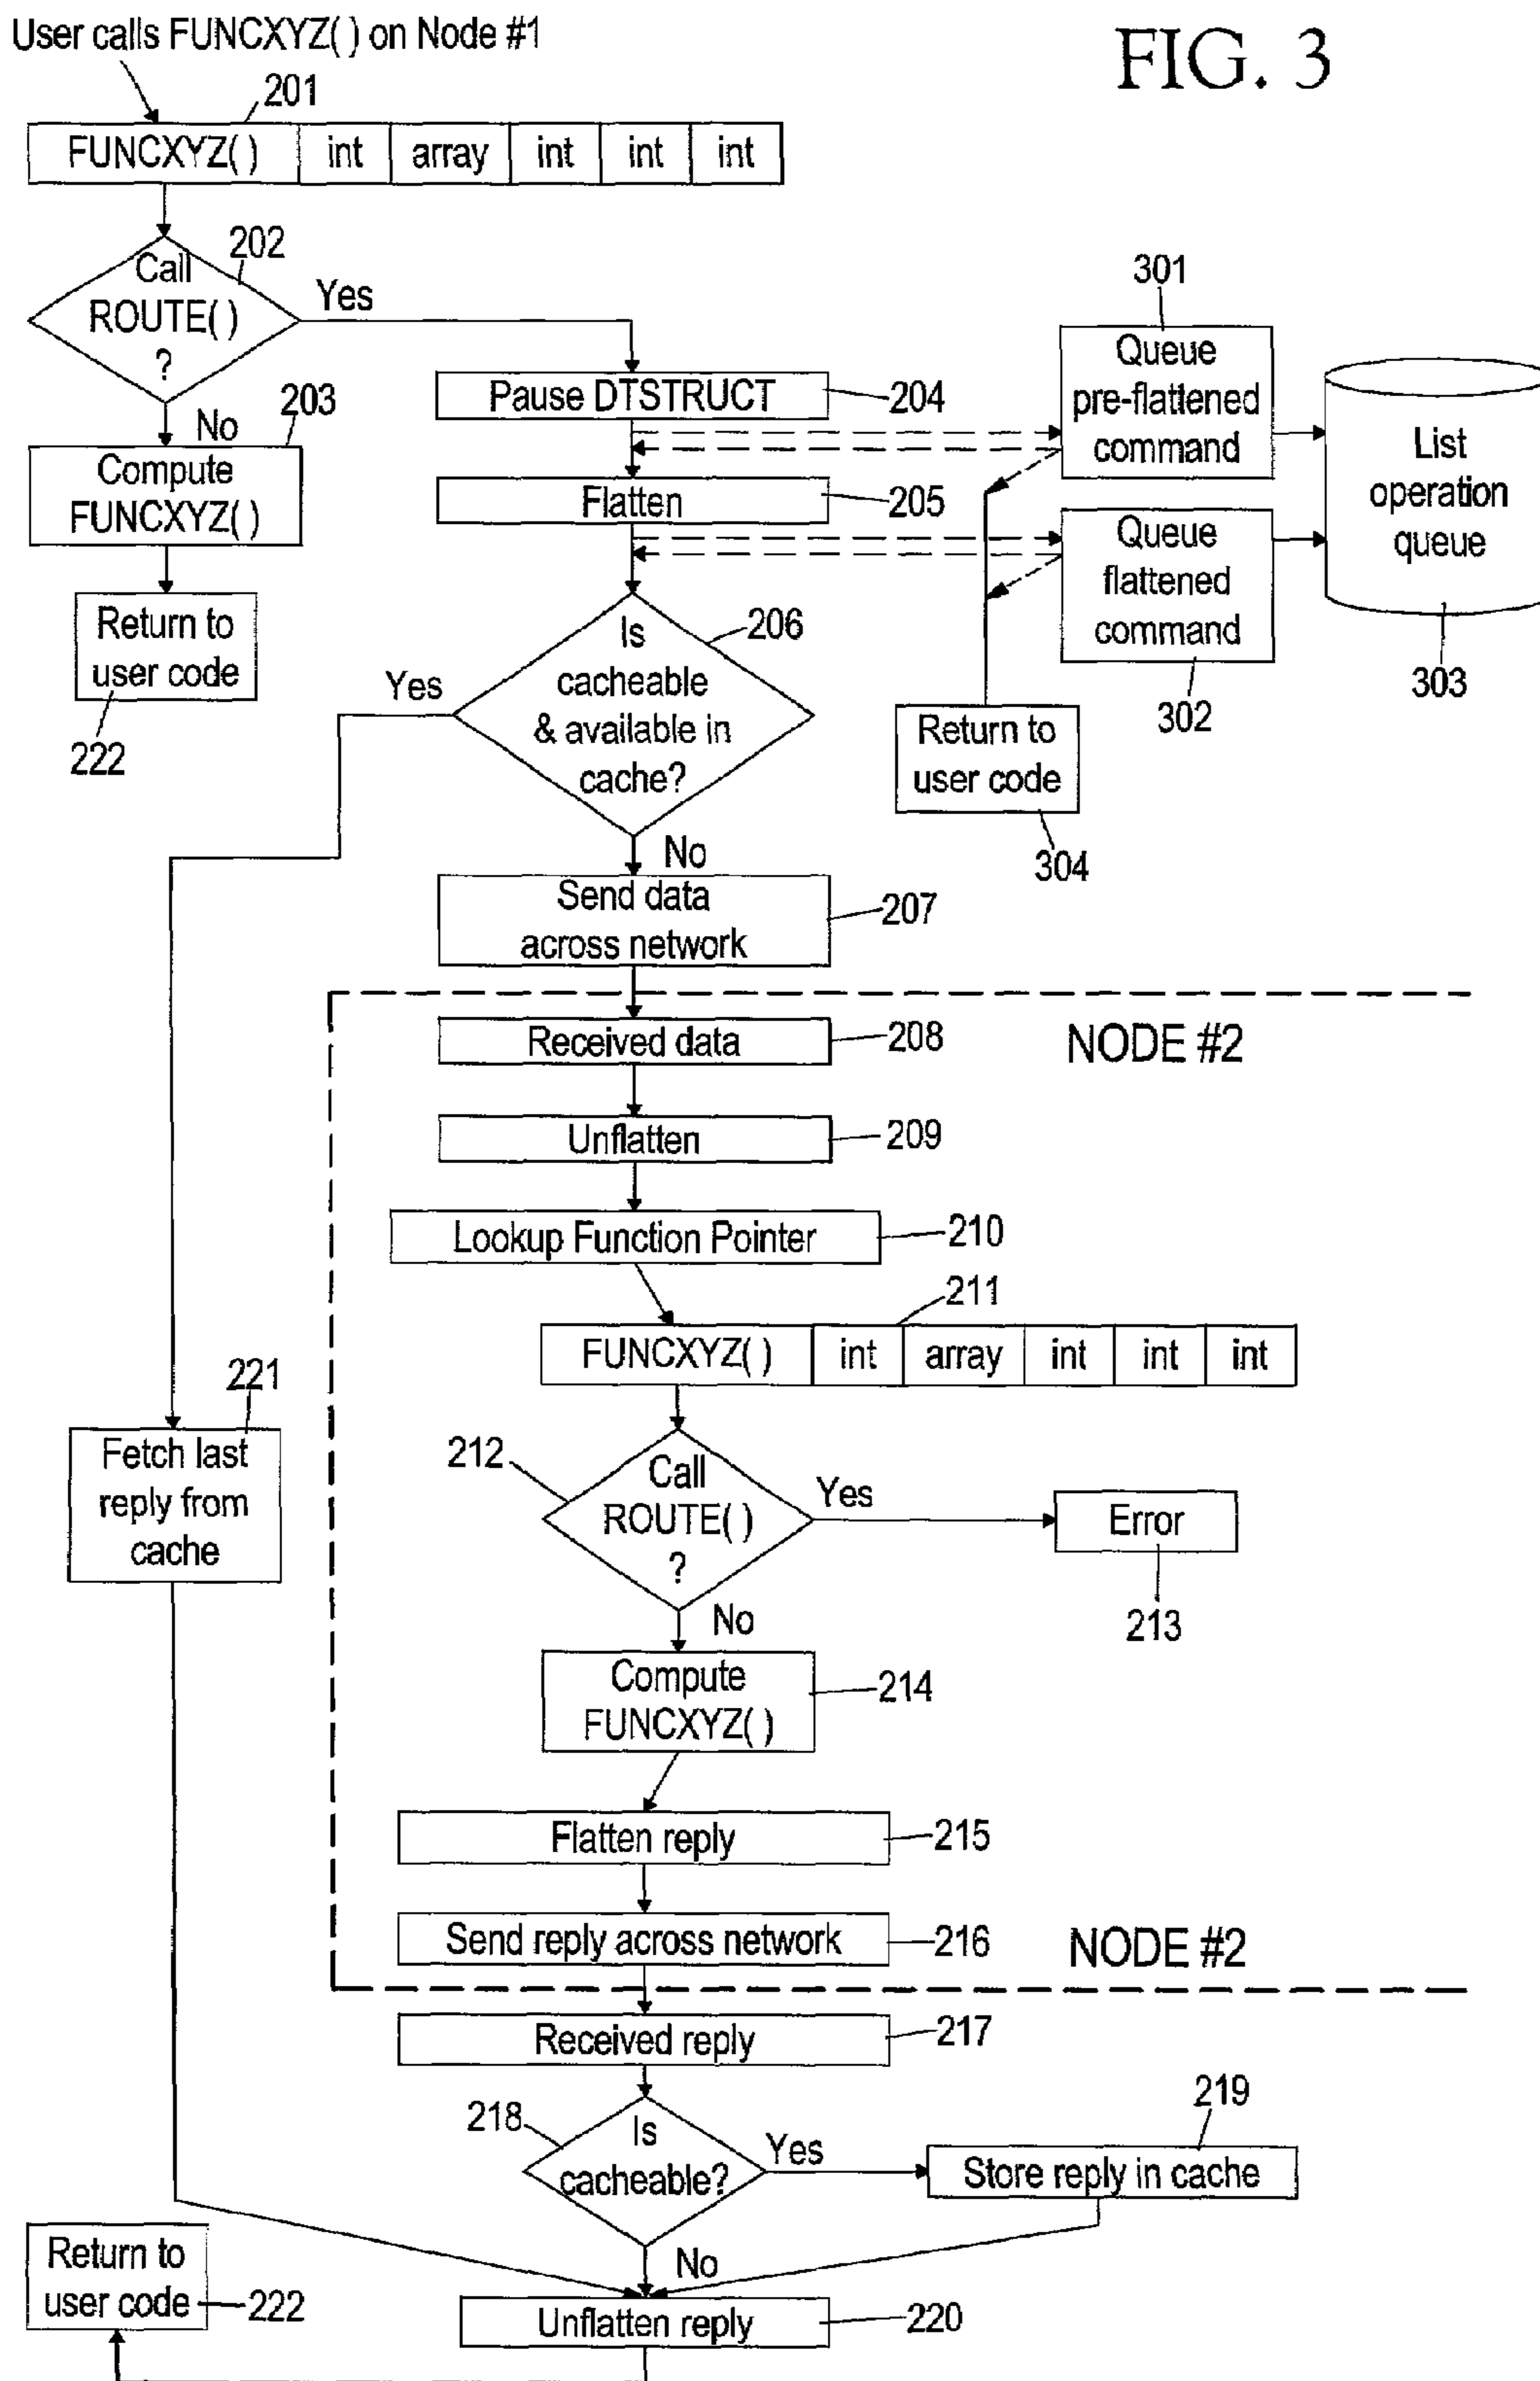 User calls FUNCXYZ( ) on Node #1
FIG. 3
201
FUNCXYZ( ) int array int int int
202
Call
ROUTE( )
?
Yes
No
203
Compute
FUNCXYZ( )
Return to
user code
222
Pause DTSTRUCT
204
Flatten
205
301
Queue
pre-flattened
command
List
operation
queue
303
Queue
flattened
command
302
Return to
user code
304
206
Is
cacheable
& available in
cache?
Yes
No
Send data
across network
207
NODE #2
Received data
208
Unflatten
209
Lookup Function Pointer
210
211
FUNCXYZ( ) int array int int int
212
Call
ROUTE( )
?
Yes
Error
213
No
Compute
FUNCXYZ( )
214
221
Fetch last
reply from
cache
Flatten reply
215
Send reply across network
216
NODE #2
Received reply
217
218
Is
cacheable?
Yes
219
Store reply in cache
No
Unflatten reply
220
Return to
user code
222